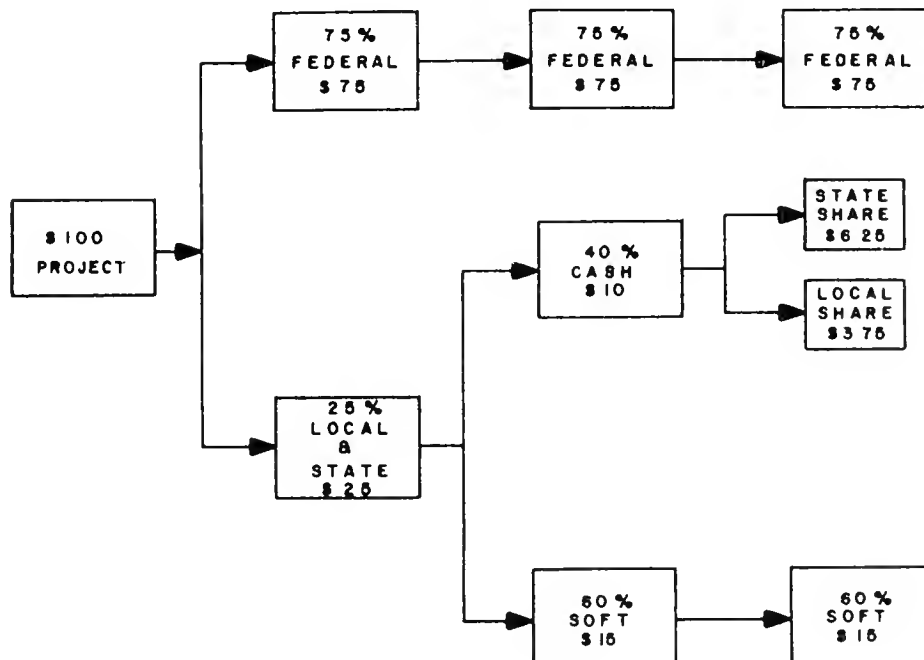 75%
FEDERAL
$75
75%
FEDERAL
$75
75%
FEDERAL
$75
$100
PROJECT
40%
CASH
$10
STATE
SHARE
$6 25
LOCAL
SHARE
$3 75
25%
LOCAL
&
STATE
$25
60%
SOFT
$15
60%
SOFT
$15